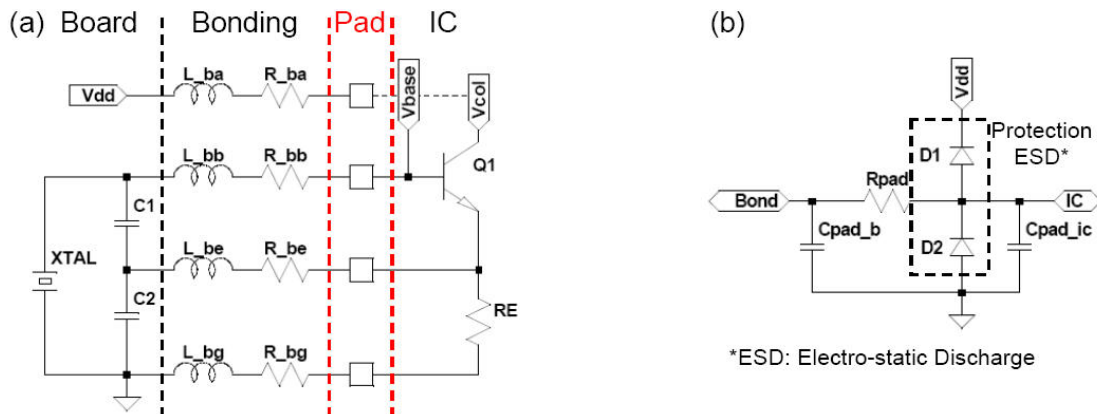 (a) Board Bonding Pad IC
L_ba R_ba
Vdd
Vbase
Vcol
L_bb R_bb
Q1
C1
L_be R_be
XTAL
C2
RE
L_bg R_bg
(b)
Vdd
Protection
ESD*
D1
Rpad
Bond
IC
Cpad_b
D2
Cpad_ic
*ESD: Electro-static Discharge